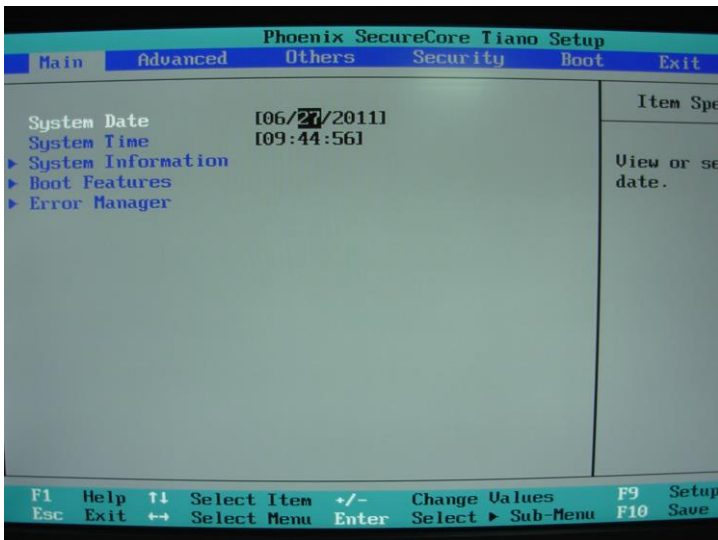 Phoenix SecureCore Tiano Setup
Main Advanced Others Security Boot Exit
Item Spe
System Date [06/27/2011]
System Time [09:44:56]
▶ System Information
▶ Boot Features
▶ Error Manager
View or se
date.
F1 Help ↑↓ Select Item +/- Change Values F9 Setup
Esc Exit ↔ Select Menu Enter Select ▶ Sub-Menu F10 Save